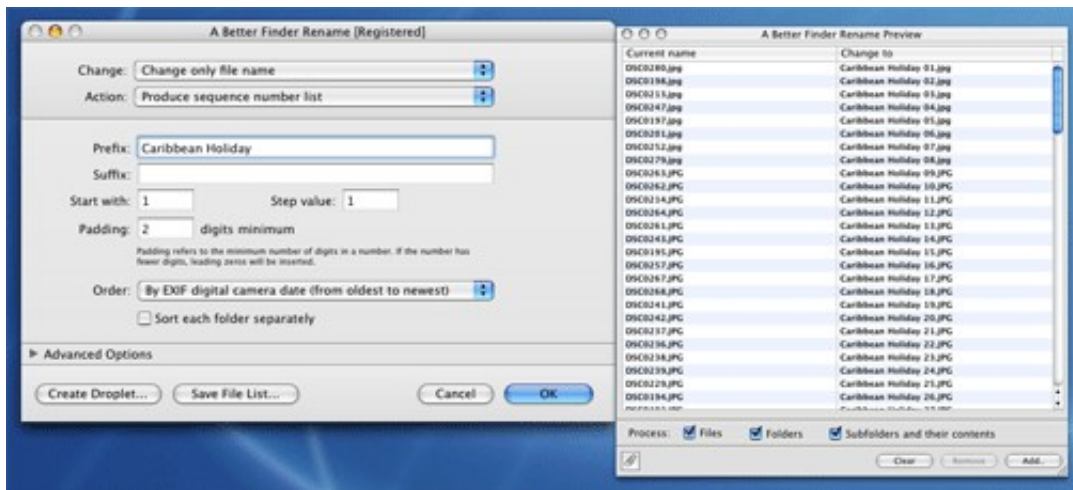 A Better Finder Rename [Registered]
Change: Change only file name
Action: Produce sequence number list
Prefix: Caribbean Holiday
Suffix:
Start with: 1 Step value: 1
Padding: 2 digits minimum
Padding refers to the minimum number of digits in a number. If the number has
fewer digits, leading zeros will be inserted.
Order: By EXIF digital camera date (from oldest to newest)
Sort each folder separately
Advanced Options
Create Droplet... Save File List... Cancel OK
A Better Finder Rename Preview
Current name Change to
DSC0280.jpg Caribbean Holiday 01.jpg
DSC0198.jpg Caribbean Holiday 02.jpg
DSC0213.jpg Caribbean Holiday 03.jpg
DSC0247.jpg Caribbean Holiday 04.jpg
DSC0197.jpg Caribbean Holiday 05.jpg
DSC0201.jpg Caribbean Holiday 06.jpg
DSC0252.jpg Caribbean Holiday 07.jpg
DSC0279.jpg Caribbean Holiday 08.jpg
DSC0263.JPG Caribbean Holiday 09.JPG
DSC0262.JPG Caribbean Holiday 10.JPG
DSC0214.JPG Caribbean Holiday 11.JPG
DSC0264.JPG Caribbean Holiday 12.JPG
DSC0261.JPG Caribbean Holiday 13.JPG
DSC0243.JPG Caribbean Holiday 14.JPG
DSC0195.JPG Caribbean Holiday 15.JPG
DSC0257.JPG Caribbean Holiday 16.JPG
DSC0267.JPG Caribbean Holiday 17.JPG
DSC0268.JPG Caribbean Holiday 18.JPG
DSC0241.JPG Caribbean Holiday 19.JPG
DSC0242.JPG Caribbean Holiday 20.JPG
DSC0237.JPG Caribbean Holiday 21.JPG
DSC0236.JPG Caribbean Holiday 22.JPG
DSC0238.JPG Caribbean Holiday 23.JPG
DSC0239.JPG Caribbean Holiday 24.JPG
DSC0229.JPG Caribbean Holiday 25.JPG
DSC0194.JPG Caribbean Holiday 26.JPG
Process: Files Folders Subfolders and their contents
Clear Remove Add..